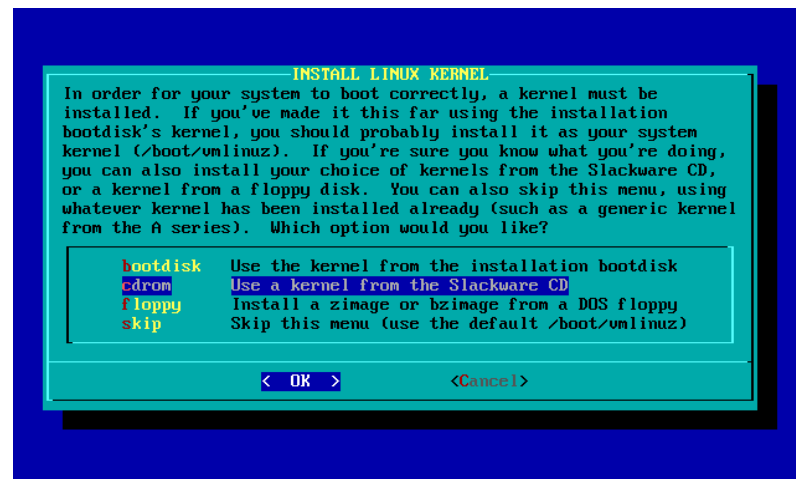 INSTALL LINUX KERNEL
In order for your system to boot correctly, a kernel must be
installed.  If you've made it this far using the installation
bootdisk's kernel, you should probably install it as your system
kernel (/boot/vmlinuz).  If you're sure you know what you're doing,
you can also install your choice of kernels from the Slackware CD,
or a kernel from a floppy disk.  You can also skip this menu, using
whatever kernel has been installed already (such as a generic kernel
from the A series).  Which option would you like?
bootdisk  Use the kernel from the installation bootdisk
cdrom     Use a kernel from the Slackware CD
floppy    Install a zimage or bzimage from a DOS floppy
skip      Skip this menu (use the default /boot/vmlinuz)
<  OK  >  <Cancel>